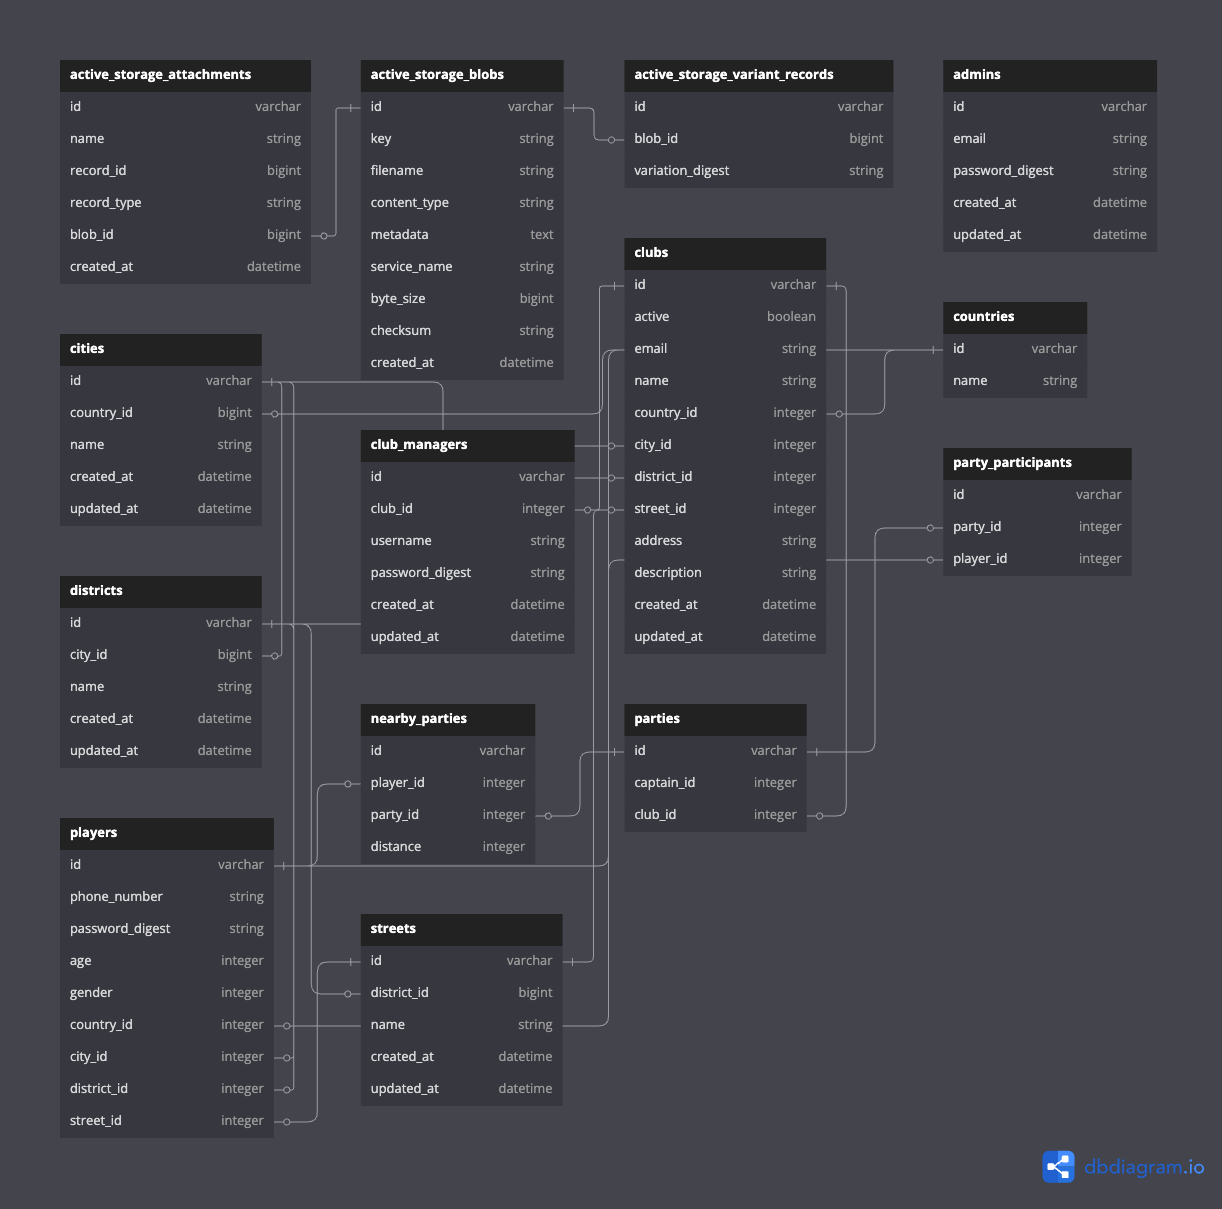 active_storage_attachments
id varchar
name string
record_id bigint
record_type string
blob_id bigint
created_at datetime
active_storage_blobs
id varchar
key string
filename string
content_type string
metadata text
service_name string
byte_size bigint
checksum string
created_at datetime
active_storage_variant_records
id varchar
blob_id bigint
variation_digest string
admins
id varchar
email string
password_digest string
created_at datetime
updated_at datetime
clubs
id varchar
active boolean
email string
name string
country_id integer
city_id integer
district_id integer
street_id integer
address string
description string
created_at datetime
updated_at datetime
countries
id varchar
name string
cities
id varchar
country_id bigint
name string
created_at datetime
updated_at datetime
club_managers
id varchar
club_id integer
username string
password_digest string
created_at datetime
updated_at datetime
party_participants
id varchar
party_id integer
player_id integer
districts
id varchar
city_id bigint
name string
created_at datetime
updated_at datetime
nearby_parties
id varchar
player_id integer
party_id integer
distance integer
parties
id varchar
captain_id integer
club_id integer
players
id varchar
phone_number string
password_digest string
age integer
gender integer
country_id integer
city_id integer
district_id integer
street_id integer
streets
id varchar
district_id bigint
name string
created_at datetime
updated_at datetime
dbdiagram.io